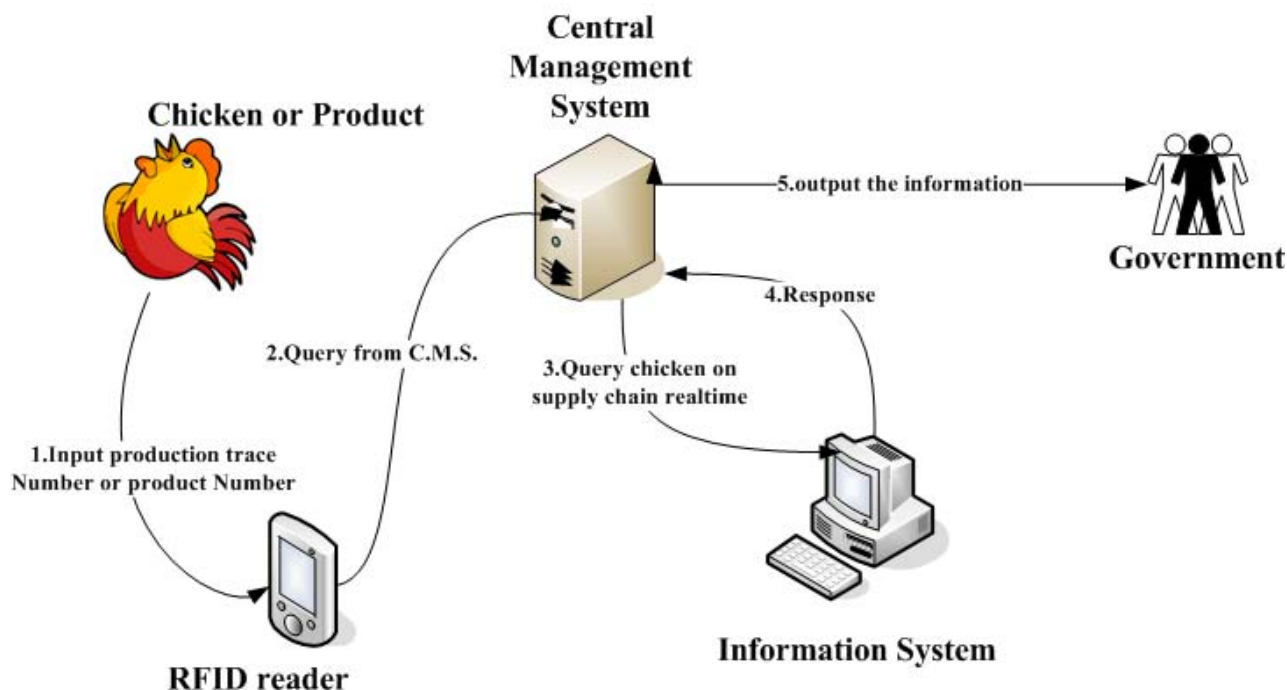 Central
Management
System
Chicken or Product
5.output the information
Government
4.Response
2.Query from C.M.S.
3.Query chicken on
supply chain realtime
1.Input production trace
Number or product Number
Information System
RFID reader